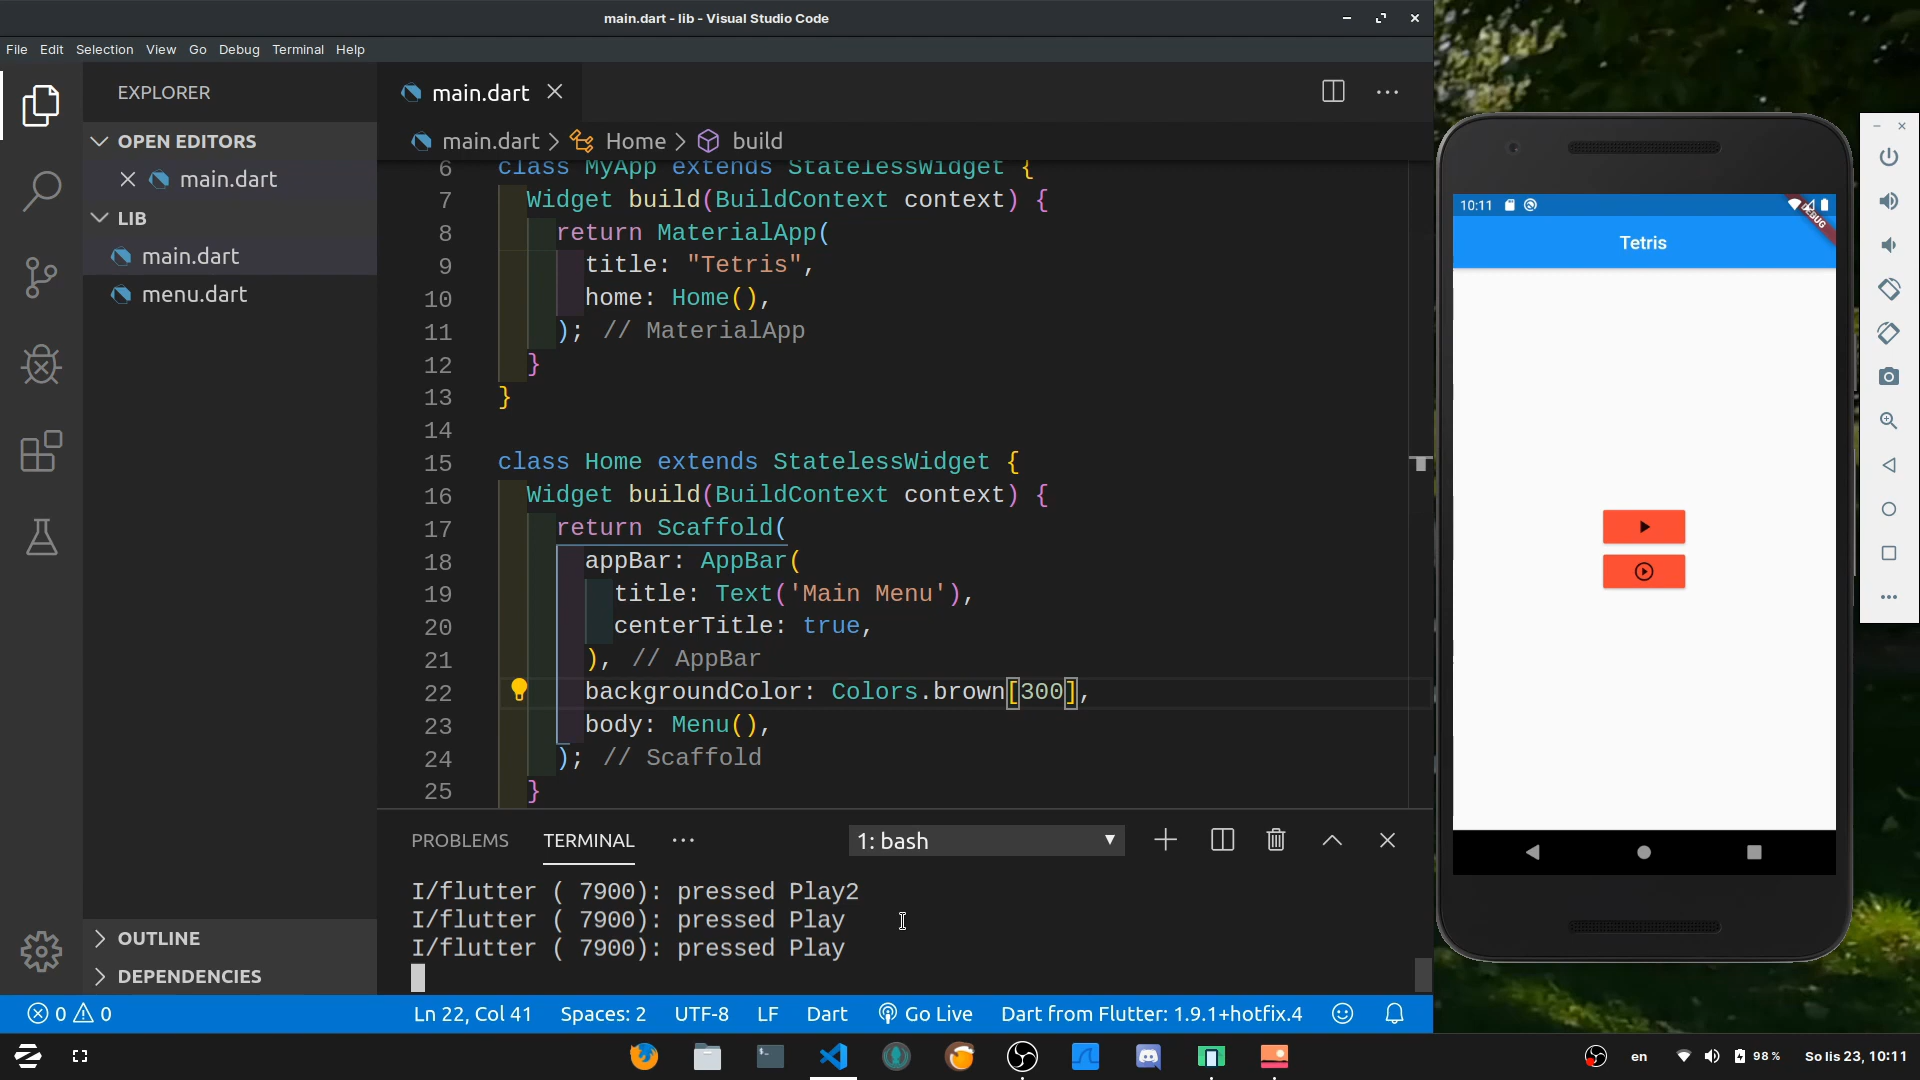 main.dart - lib - Visual Studio Code
File Edit Selection View Go Debug Terminal Help
EXPLORER
OPEN EDITORS
main.dart
LIB
main.dart
menu.dart
OUTLINE
DEPENDENCIES
main.dart
main.dart > Home > build
6 class MyApp extends StatelessWidget {
7 Widget build(BuildContext context) {
8 return MaterialApp(
9 title: "Tetris",
10 home: Home(),
11 ); // MaterialApp
12 }
13 }
14
15 class Home extends StatelessWidget {
16 Widget build(BuildContext context) {
17 return Scaffold(
18 appBar: AppBar(
19 title: Text('Main Menu'),
20 centerTitle: true,
21 ), // AppBar
22 backgroundColor: Colors.brown[300],
23 body: Menu(),
24 ); // Scaffold
25 }
PROBLEMS TERMINAL ··· 1: bash
I/flutter ( 7900): pressed Play2
I/flutter ( 7900): pressed Play
I/flutter ( 7900): pressed Play
0 0 Ln 22, Col 41 Spaces: 2 UTF-8 LF Dart Go Live Dart from Flutter: 1.9.1+hotfix.4
10:11
DEBUG
Tetris
en 98% So lis 23, 10:11